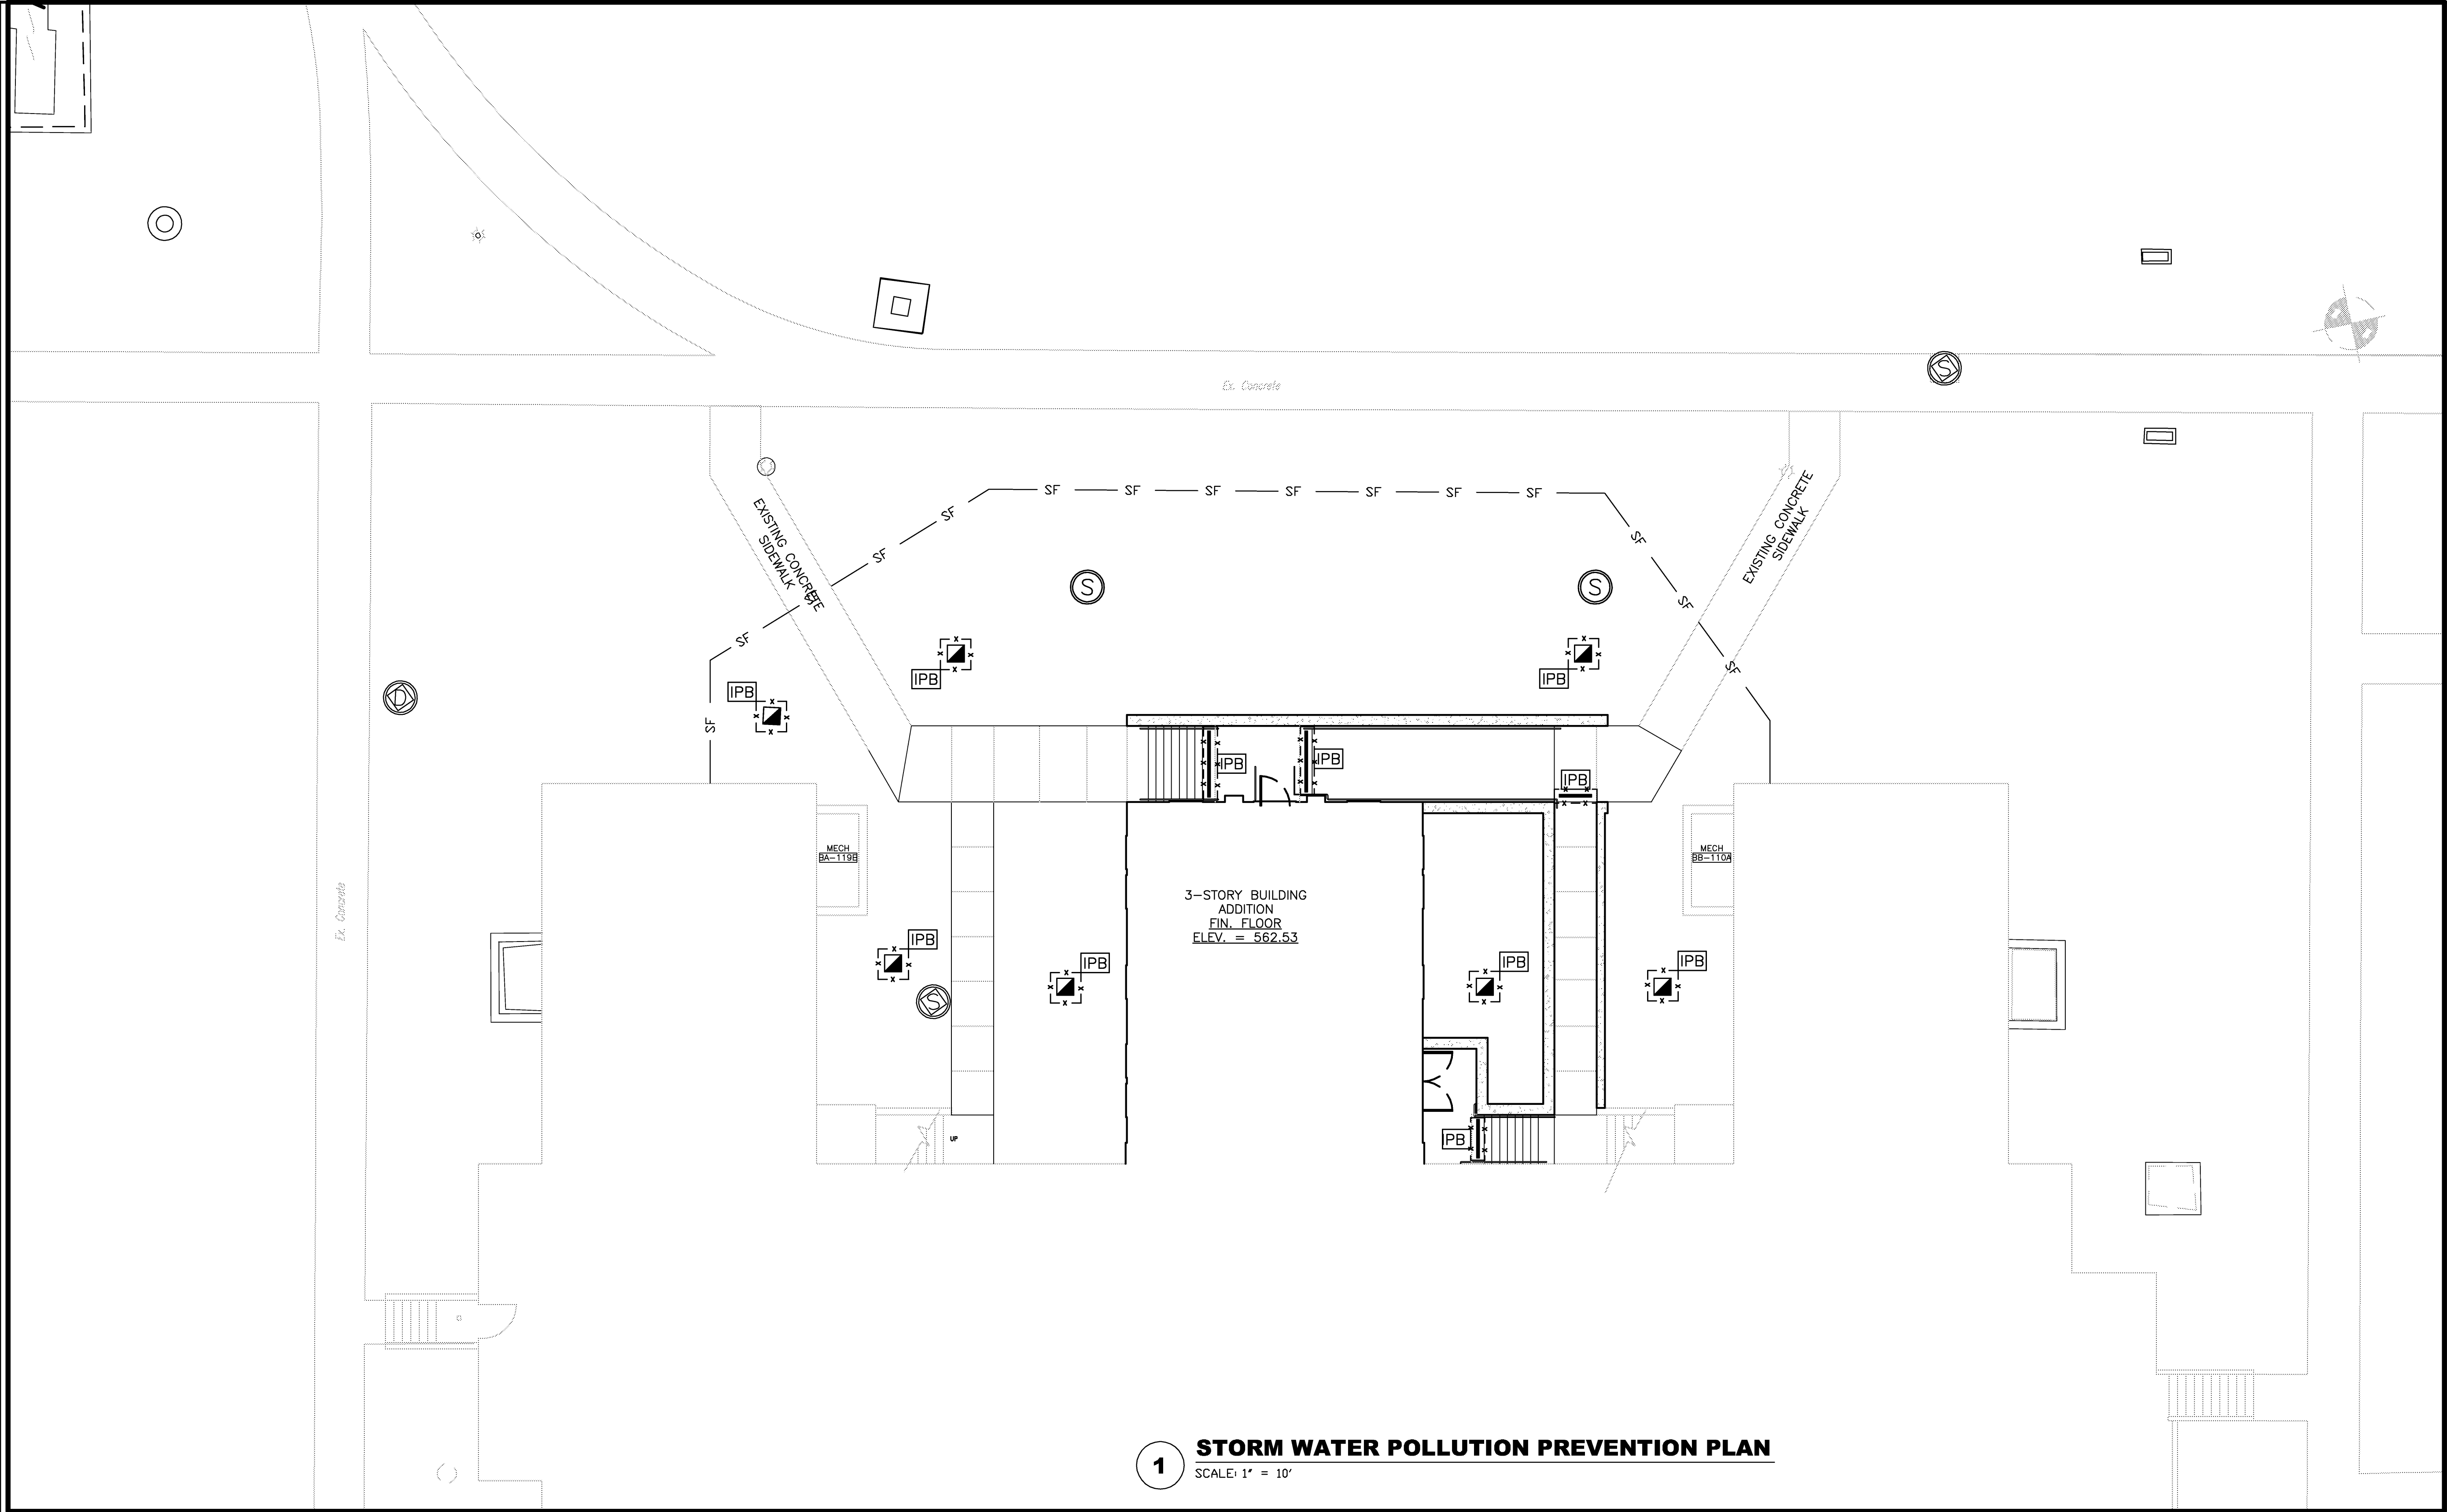 Ex. Concrete
S
SF SF SF SF SF SF SF
SF
SF
SF
SF
SF
SF
SF
SF
SF
EXISTING CONCRETE
SIDEWALK
EXISTING CONCRETE
SIDEWALK
S
S
D
IPB
IPB
IPB
IPB
IPB
IPB
MECH
BA-119B
MECH
BB-110A
3-STORY BUILDING
ADDITION
FIN. FLOOR
ELEV. = 562.53
Ex. Concrete
IPB
IPB
IPB
IPB
S
UP
IPB
1
STORM WATER POLLUTION PREVENTION PLAN
SCALE: 1" = 10'